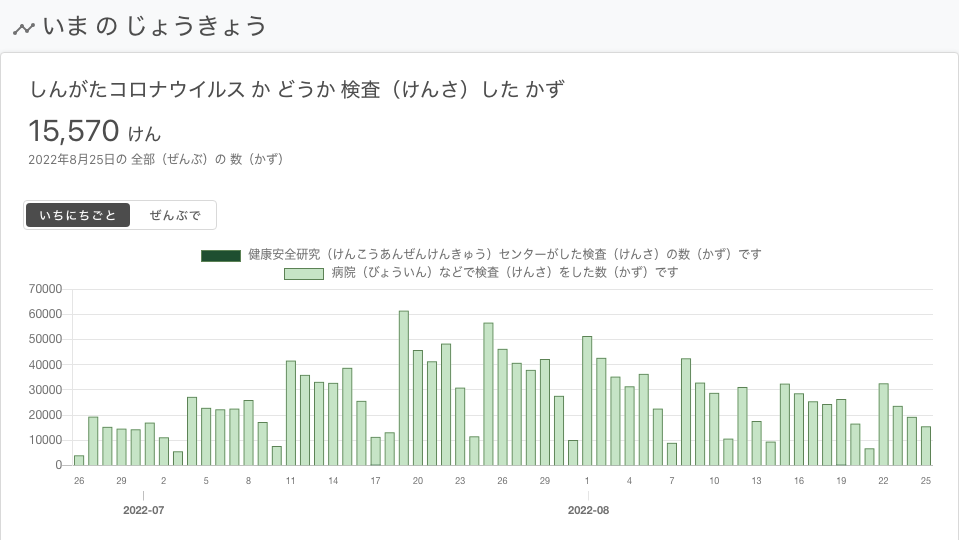 いま の じょうきょう
しんがたコロナウイルス か どうか 検査（けんさ）した かず
15,570 けん
2022年8月25日の 全部（ぜんぶ）の 数（かず）
いちにちごと ぜんぶで
健康安全研究（けんこうあんぜんけんきゅう）センターがした検査（けんさ）の数（かず）です
病院（びょういん）などで検査（けんさ）をした数（かず）です
70000
60000
50000
40000
30000
20000
10000
0
26 29 2 5 8 11 14 17 20 23 26 29 1 4 7 10 13 16 19 22 25
2022-07 2022-08